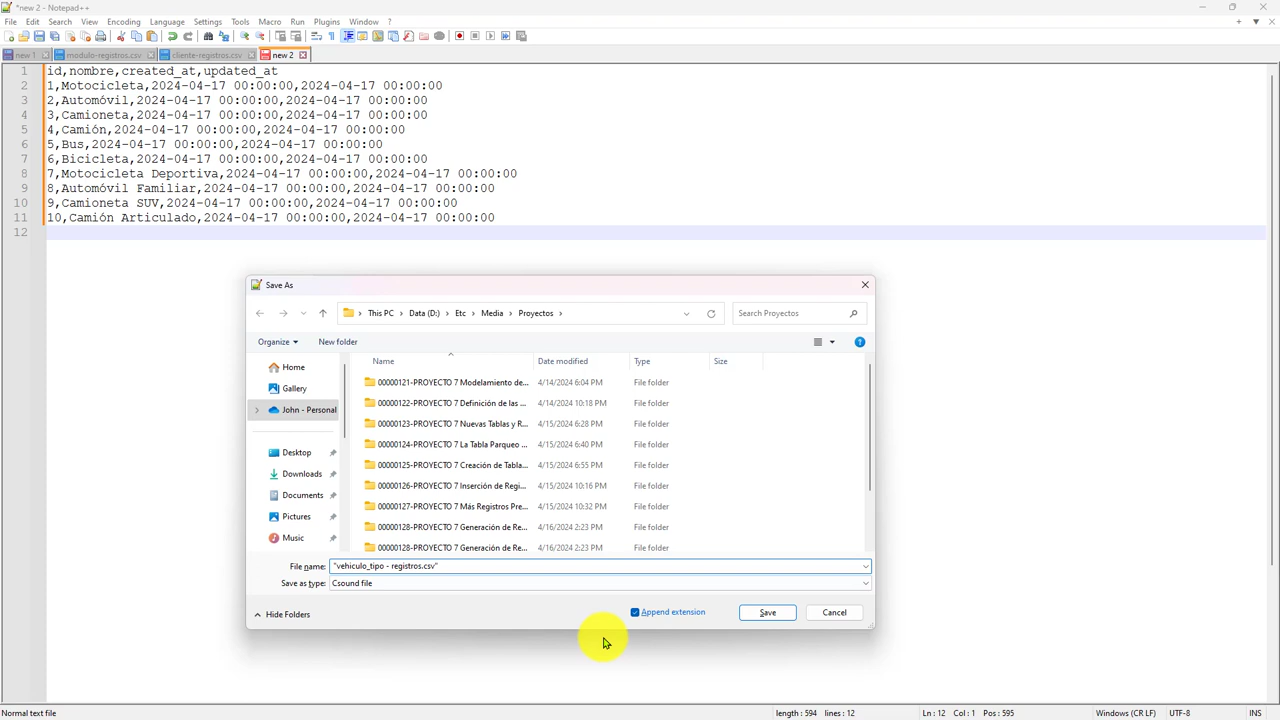 *new 2 - Notepad++
File Edit Search View Encoding Language Settings Tools Macro Run Plugins Window ?
new 1 modulo-registros.csv cliente-registros.csv new 2
1 id,nombre,created_at,updated_at
2 1,Motocicleta,2024-04-17 00:00:00,2024-04-17 00:00:00
3 2,Automóvil,2024-04-17 00:00:00,2024-04-17 00:00:00
4 3,Camioneta,2024-04-17 00:00:00,2024-04-17 00:00:00
5 4,Camión,2024-04-17 00:00:00,2024-04-17 00:00:00
6 5,Bus,2024-04-17 00:00:00,2024-04-17 00:00:00
7 6,Bicicleta,2024-04-17 00:00:00,2024-04-17 00:00:00
8 7,Motocicleta Deportiva,2024-04-17 00:00:00,2024-04-17 00:00:00
9 8,Automóvil Familiar,2024-04-17 00:00:00,2024-04-17 00:00:00
10 9,Camioneta SUV,2024-04-17 00:00:00,2024-04-17 00:00:00
11 10,Camión Articulado,2024-04-17 00:00:00,2024-04-17 00:00:00
12
Save As
This PC > Data (D:) > Etc > Media > Proyectos >
Search Proyectos
Organize New folder
Name Date modified Type Size
Home
Gallery
John - Personal
Desktop
Downloads
Documents
Pictures
Music
00000121-PROYECTO 7 Modelamiento de... 4/14/2024 6:04 PM File folder
00000122-PROYECTO 7 Definición de las ... 4/14/2024 10:18 PM File folder
00000123-PROYECTO 7 Nuevas Tablas y R... 4/15/2024 6:28 PM File folder
00000124-PROYECTO 7 La Tabla Parqueo ... 4/15/2024 6:40 PM File folder
00000125-PROYECTO 7 Creación de Tabla... 4/15/2024 6:55 PM File folder
00000126-PROYECTO 7 Inserción de Regi... 4/15/2024 10:16 PM File folder
00000127-PROYECTO 7 Más Registros Pre... 4/15/2024 10:32 PM File folder
00000128-PROYECTO 7 Generación de Re... 4/16/2024 2:23 PM File folder
00000128-PROYECTO 7 Generación de Re... 4/16/2024 2:23 PM File folder
File name: "vehiculo_tipo - registros.csv"
Save as type: Csound file
Hide Folders
Append extension
Save
Cancel
Normal text file length : 594 lines : 12 Ln : 12 Col : 1 Pos : 595 Windows (CR LF) UTF-8 INS